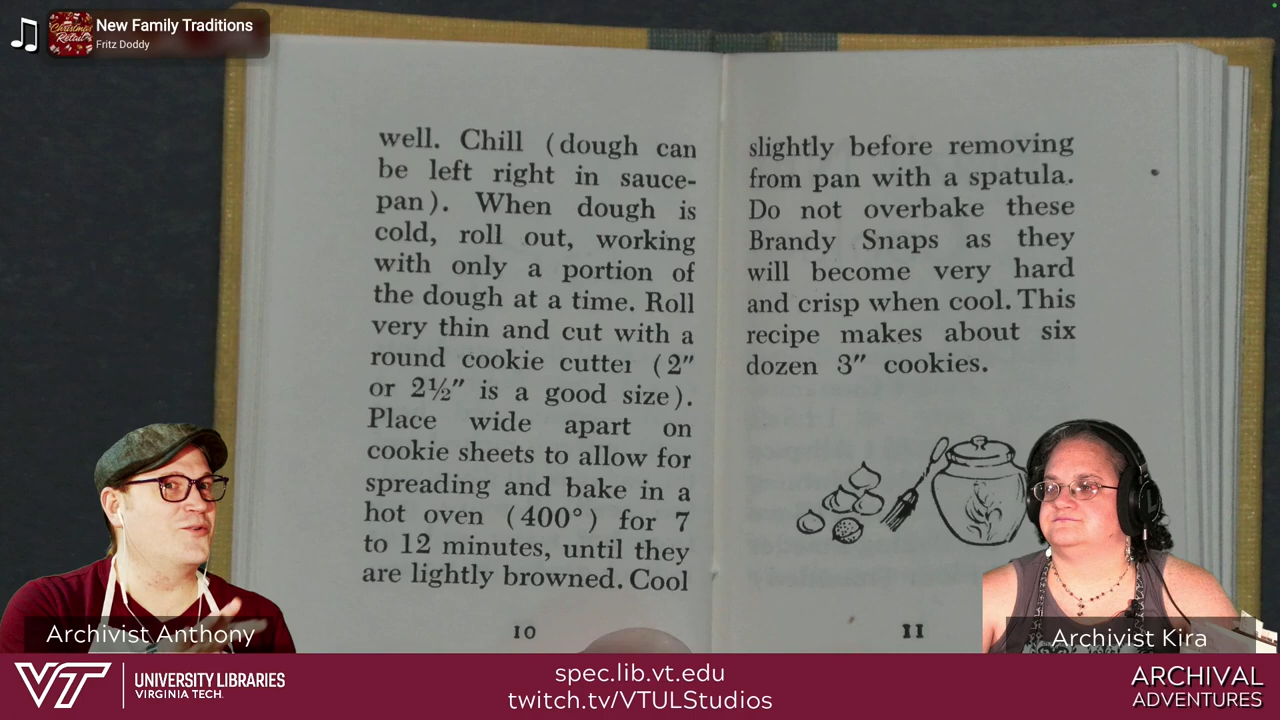 New Family Traditions
Fritz Doddy
Christmas
Retail
well. Chill (dough can
be left right in sauce-
pan). When dough is
cold, roll out, working
with only a portion of
the dough at a time. Roll
very thin and cut with a
round cookie cutter (2″
or 2½″ is a good size).
Place wide apart on
cookie sheets to allow for
spreading and bake in a
hot oven (400°) for 7
to 12 minutes, until they
are lightly browned. Cool
10
slightly before removing
from pan with a spatula.
Do not overbake these
Brandy Snaps as they
will become very hard
and crisp when cool. This
recipe makes about six
dozen 3″ cookies.
11
Archivist Anthony
Archivist Kira
VT
UNIVERSITY LIBRARIES
VIRGINIA TECH
spec.lib.vt.edu
twitch.tv/VTULStudios
ARCHIVAL
ADVENTURES